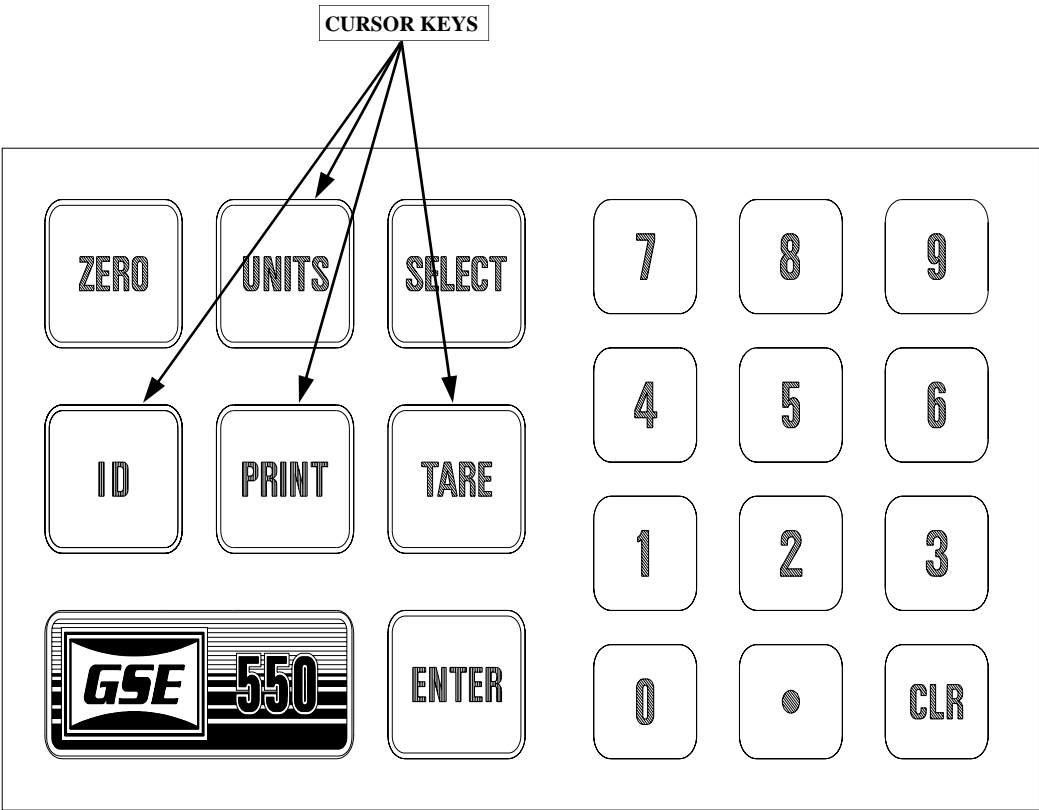 CURSOR KEYS
ZERO UNITS SELECT 7 8 9
ID PRINT TARE 4 5 6
1 2 3
GSE 550 ENTER 0 • CLR